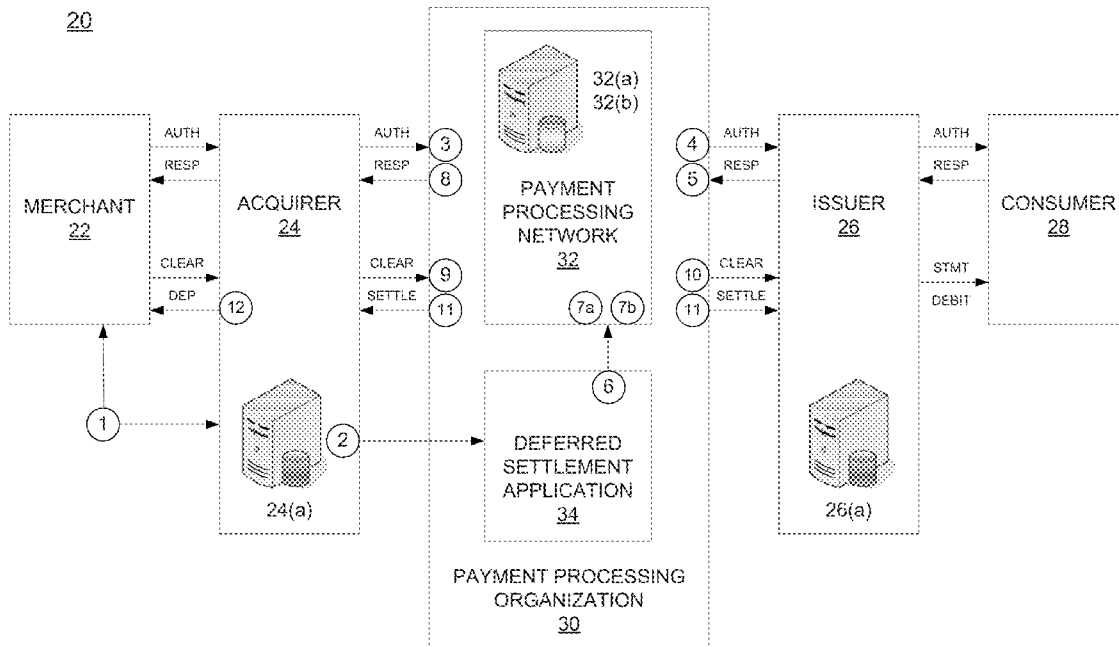 20
32(a)
32(b)
PAYMENT
PROCESSING
NETWORK
32
7a 7b
MERCHANT
22
AUTH
RESP
CLEAR
DEP
12
1
ACQUIRER
24
24(a)
2
AUTH
3
RESP
8
CLEAR
9
SETTLE
11
6
DEFERRED
SETTLEMENT
APPLICATION
34
PAYMENT PROCESSING
ORGANIZATION
30
4
AUTH
5
RESP
10
CLEAR
11
SETTLE
ISSUER
26
26(a)
AUTH
RESP
STMT
DEBIT
CONSUMER
28